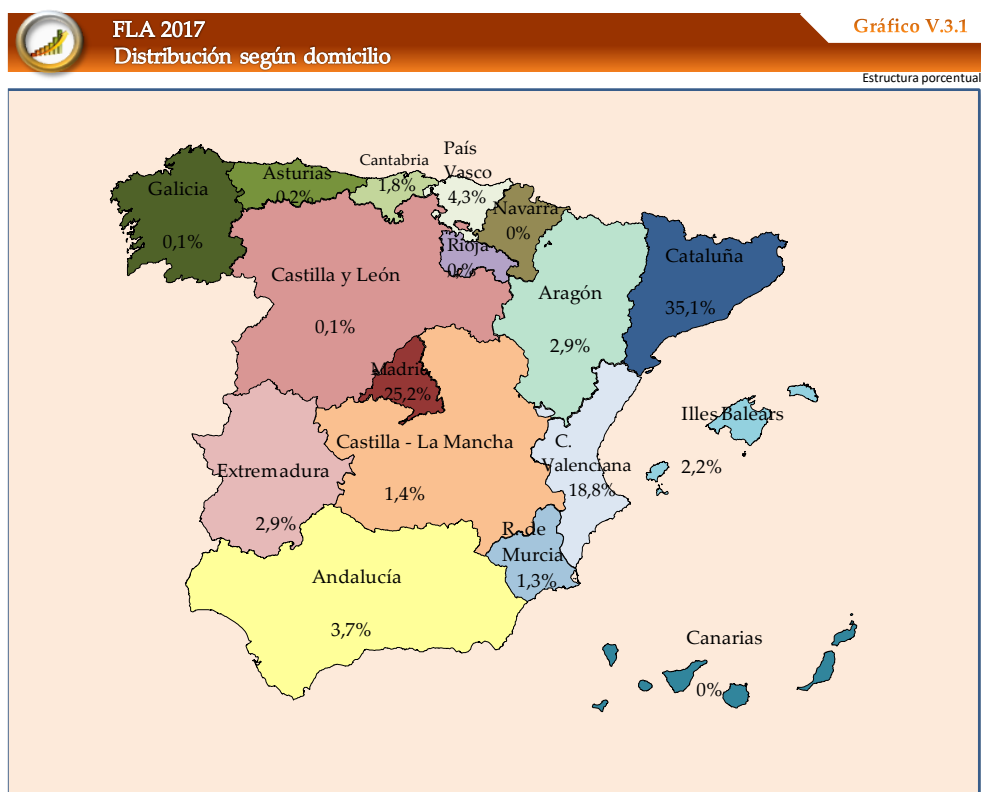 FLA 2017
Gráfico V.3.1
Distribución según domicilio
Estructura porcentual
País
Vasco
4,3%
Cantabria
1,8%
Asturias
0,2%
Galicia
0,1%
Navarra
0%
Rioja
0%
Cataluña
35,1%
Castilla y León
0,1%
Aragón
2,9%
Madrid
25,2%
Illes Balears
2,2%
Castilla - La Mancha
1,4%
C.
Valenciana
18,8%
Extremadura
2,9%
R. de
Murcia
1,3%
Andalucía
3,7%
Canarias
0%